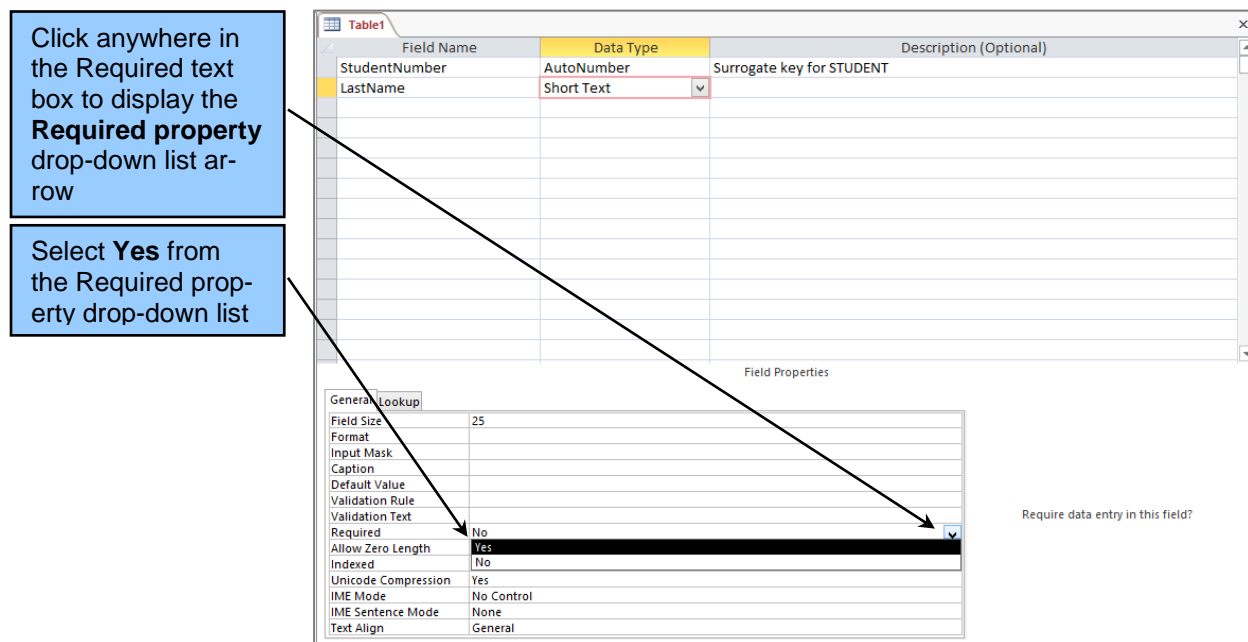 Click anywhere in
the Required text
box to display the
Required property
drop-down list ar-
row
Select Yes from
the Required prop-
erty drop-down list
Table1
Field Name Data Type Description (Optional)
StudentNumber AutoNumber Surrogate key for STUDENT
LastName Short Text
Field Properties
General Lookup
Field Size 25
Format
Input Mask
Caption
Default Value
Validation Rule
Validation Text
Required No
Allow Zero Length Yes
Indexed No
Unicode Compression Yes
IME Mode No Control
IME Sentence Mode None
Text Align General
Require data entry in this field?